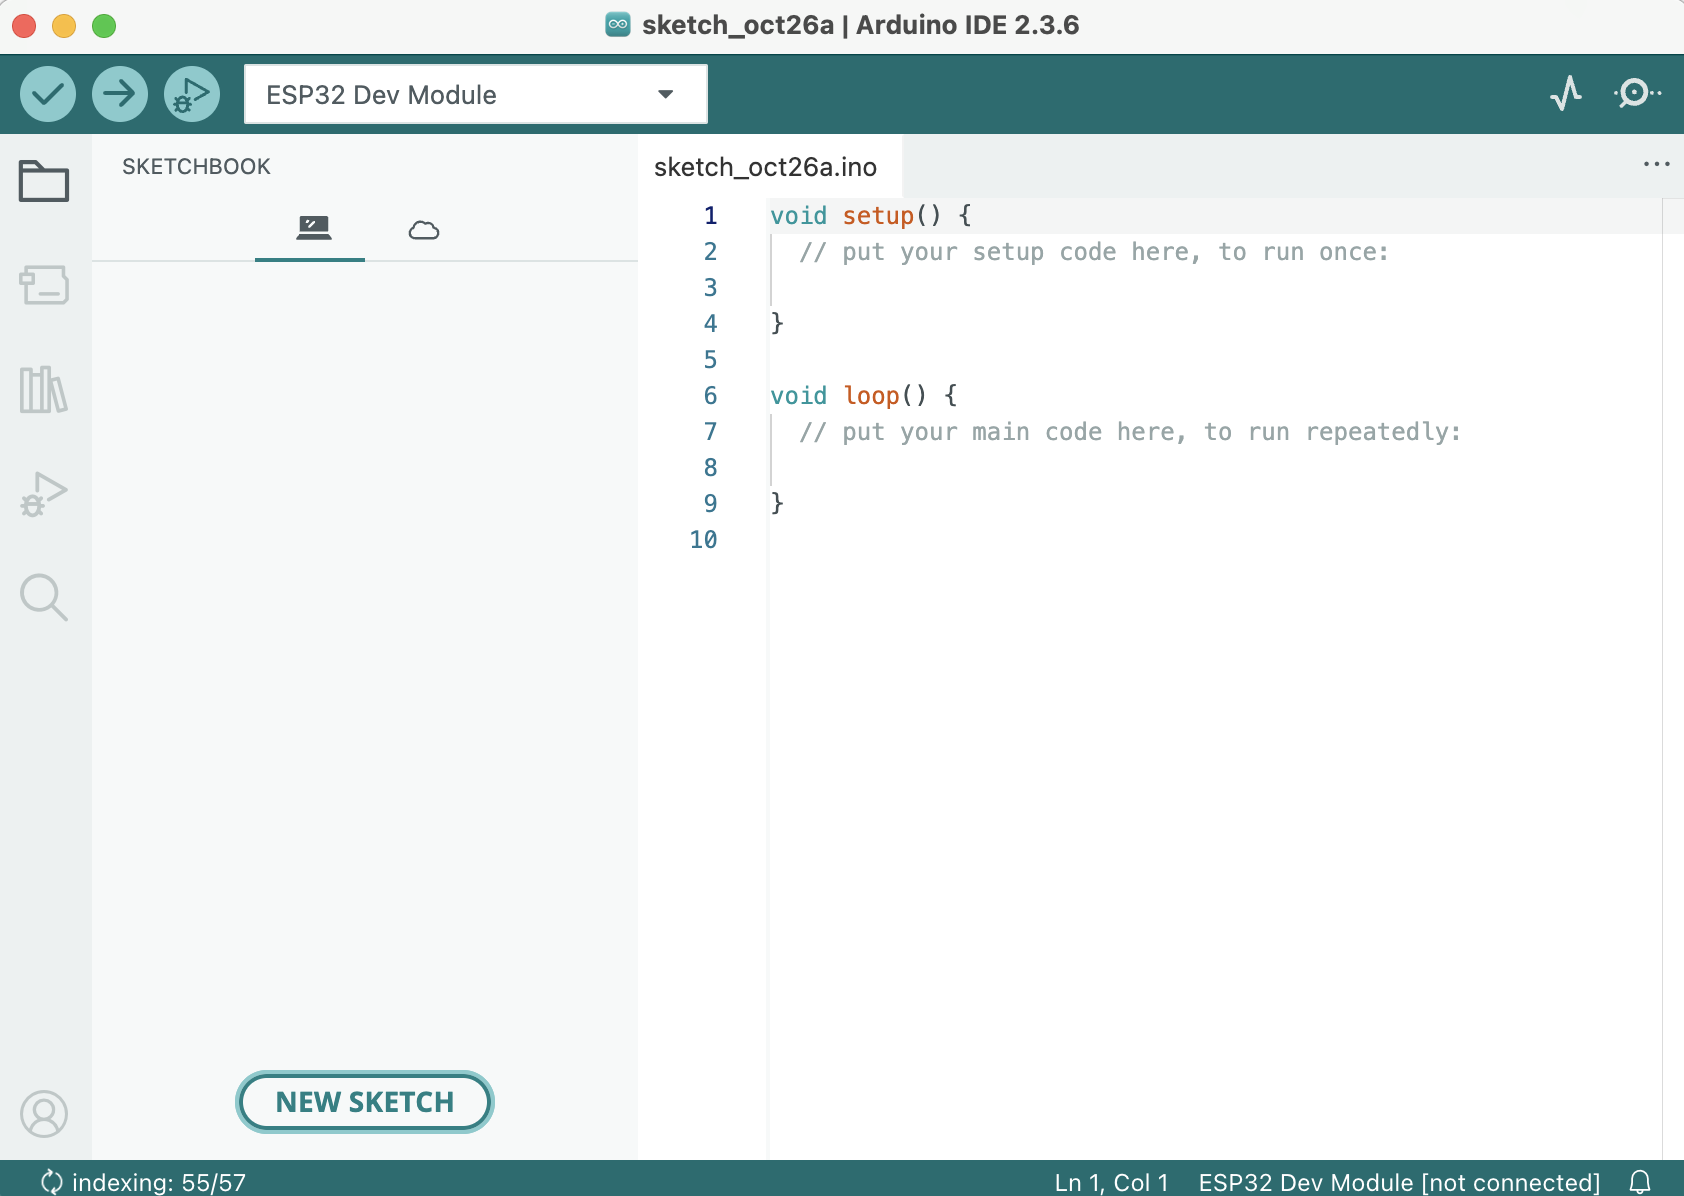 sketch_oct26a | Arduino IDE 2.3.6
ESP32 Dev Module
SKETCHBOOK
sketch_oct26a.ino
1 void setup() {
2 // put your setup code here, to run once:
3
4 }
5
6 void loop() {
7 // put your main code here, to run repeatedly:
8
9 }
10
NEW SKETCH
indexing: 55/57
Ln 1, Col 1
ESP32 Dev Module [not connected]